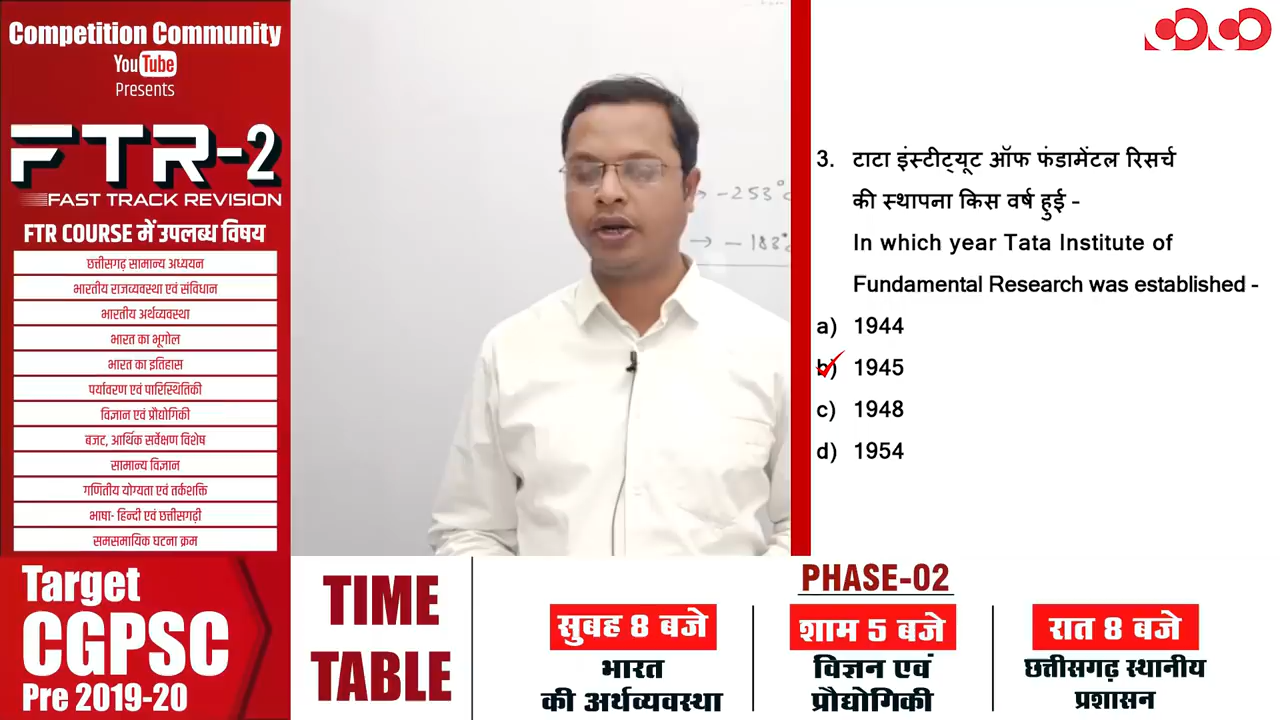 Competition Community
YouTube
Presents
FTR-2
FAST TRACK REVISION
FTR COURSE में उपलब्ध विषय
छत्तीसगढ़ सामान्य अध्ययन
भारतीय राजव्यवस्था एवं संविधान
भारतीय अर्थव्यवस्था
भारत का भूगोल
भारत का इतिहास
पर्यावरण एवं पारिस्थितिकी
विज्ञान एवं प्रौद्योगिकी
बजट, आर्थिक सर्वेक्षण विशेष
सामान्य विज्ञान
गणितीय योग्यता एवं तर्कशक्ति
भाषा- हिन्दी एवं छत्तीसगढ़ी
समसमायिक घटना क्रम
Target
CGPSC
Pre 2019-20
→ -253°
→ - 183°
3. टाटा इंस्टीट्यूट ऑफ फंडामेंटल रिसर्च
की स्थापना किस वर्ष हुई -
In which year Tata Institute of
Fundamental Research was established -
a) 1944
b) 1945
c) 1948
d) 1954
TIME
TABLE
PHASE-02
सुबह 8 बजे
भारत
की अर्थव्यवस्था
शाम 5 बजे
विज्ञन एवं
प्रौद्योगिकी
रात 8 बजे
छत्तीसगढ़ स्थानीय
प्रशासन